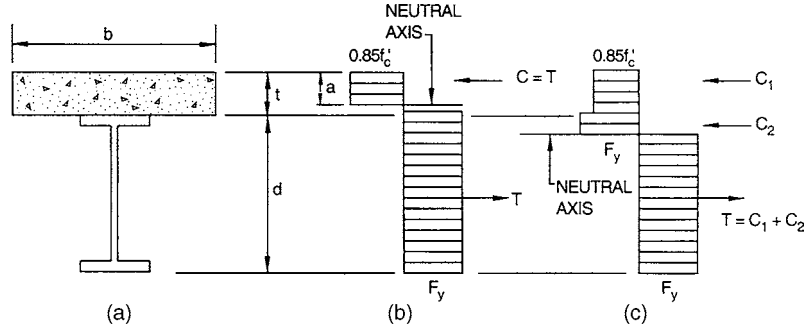 b
t
d
(a)
NEUTRAL
AXIS
0.85f'c
a
C = T
T
Fy
(b)
0.85f'c
C1
C2
Fy
NEUTRAL
AXIS
T = C1 + C2
Fy
(c)